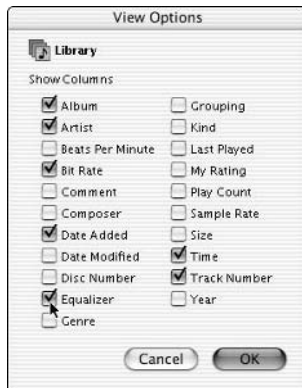 View Options
Library
Show Columns
Album
Artist
Beats Per Minute
Bit Rate
Comment
Composer
Date Added
Date Modified
Disc Number
Equalizer
Genre
Grouping
Kind
Last Played
My Rating
Play Count
Sample Rate
Size
Time
Track Number
Year
Cancel
OK